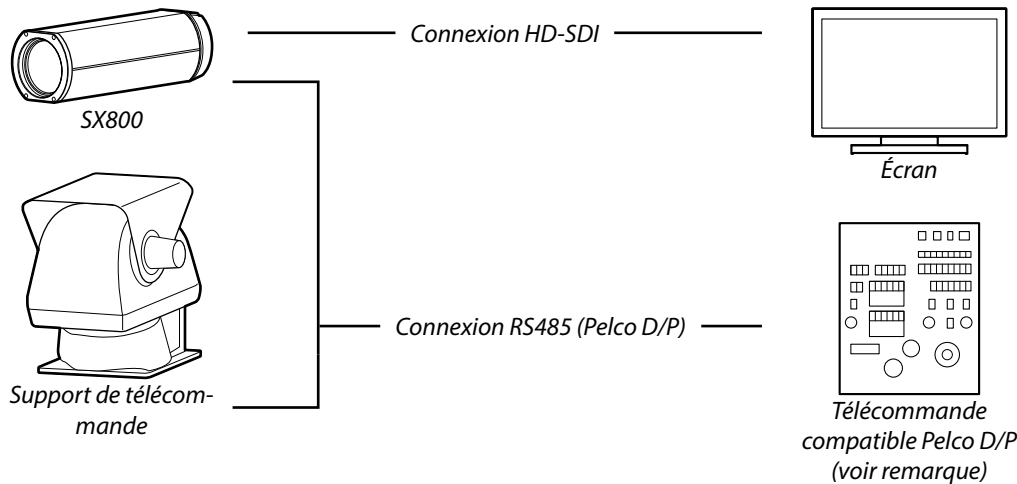 Connexion HD-SDI
SX800
Écran
Connexion RS485 (Pelco D/P)
Support de télécom-
mande
Télécommande
compatible Pelco D/P
(voir remarque)